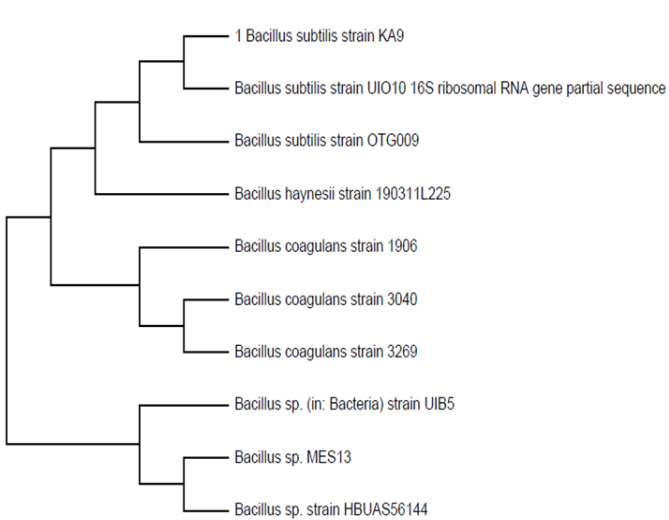 1 Bacillus subtilis strain KA9
Bacillus subtilis strain UIO10 16S ribosomal RNA gene partial sequence
Bacillus subtilis strain OTG009
Bacillus haynesii strain 190311L225
Bacillus coagulans strain 1906
Bacillus coagulans strain 3040
Bacillus coagulans strain 3269
Bacillus sp. (in: Bacteria) strain UIB5
Bacillus sp. MES13
Bacillus sp. strain HBUAS56144